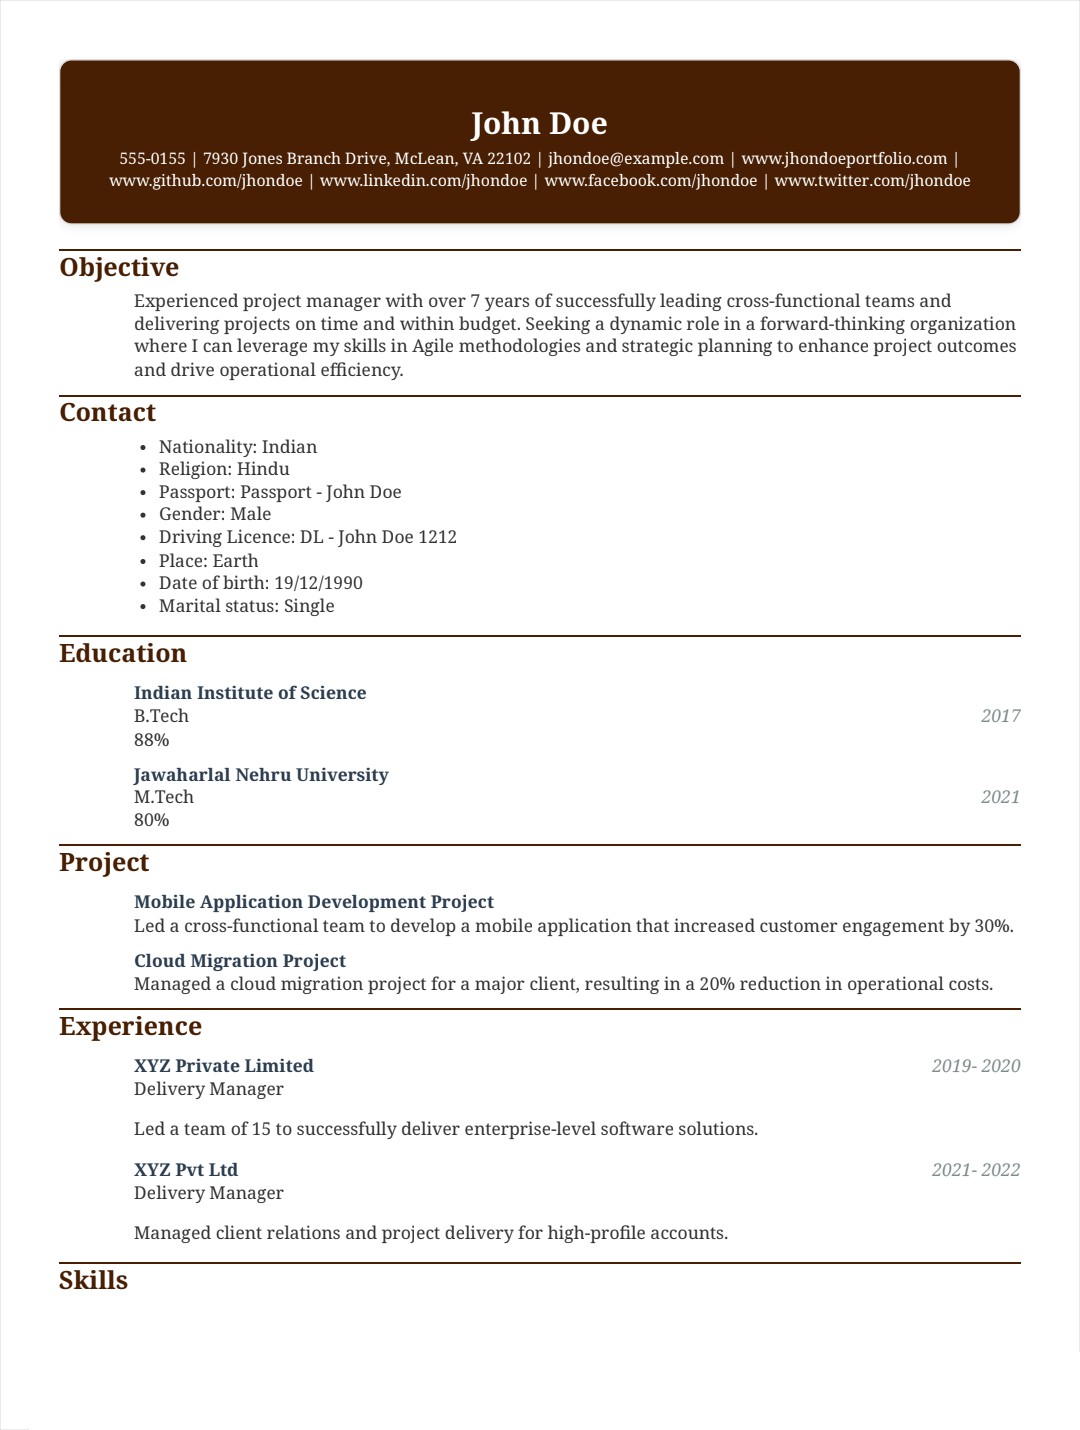 John Doe
555-0155 | 7930 Jones Branch Drive, McLean, VA 22102 | jhondoe@example.com | www.jhondoeportfolio.com |
www.github.com/jhondoe | www.linkedin.com/jhondoe | www.facebook.com/jhondoe | www.twitter.com/jhondoe
Objective
Experienced project manager with over 7 years of successfully leading cross-functional teams and
delivering projects on time and within budget. Seeking a dynamic role in a forward-thinking organization
where I can leverage my skills in Agile methodologies and strategic planning to enhance project outcomes
and drive operational efficiency.
Contact
• Nationality: Indian
• Religion: Hindu
• Passport: Passport - John Doe
• Gender: Male
• Driving Licence: DL - John Doe 1212
• Place: Earth
• Date of birth: 19/12/1990
• Marital status: Single
Education
Indian Institute of Science
B.Tech 2017
88%
Jawaharlal Nehru University
M.Tech 2021
80%
Project
Mobile Application Development Project
Led a cross-functional team to develop a mobile application that increased customer engagement by 30%.
Cloud Migration Project
Managed a cloud migration project for a major client, resulting in a 20% reduction in operational costs.
Experience
XYZ Private Limited 2019- 2020
Delivery Manager
Led a team of 15 to successfully deliver enterprise-level software solutions.
XYZ Pvt Ltd 2021- 2022
Delivery Manager
Managed client relations and project delivery for high-profile accounts.
Skills